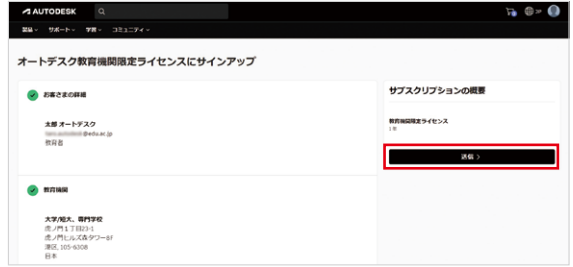 AUTODESK
JP
製品 サポート 学習 コミュニティ
オートデスク教育機関限定ライセンスにサインアップ
お客さまの詳細
太郎 オートデスク
@edu.ac.jp
教育者
教育機関
大学/短大、専門学校
虎ノ門1丁目23-1
虎ノ門ヒルズ森タワー8F
港区, 105-6308
日本
サブスクリプションの概要
教育機関限定ライセンス
1 年
送信 >